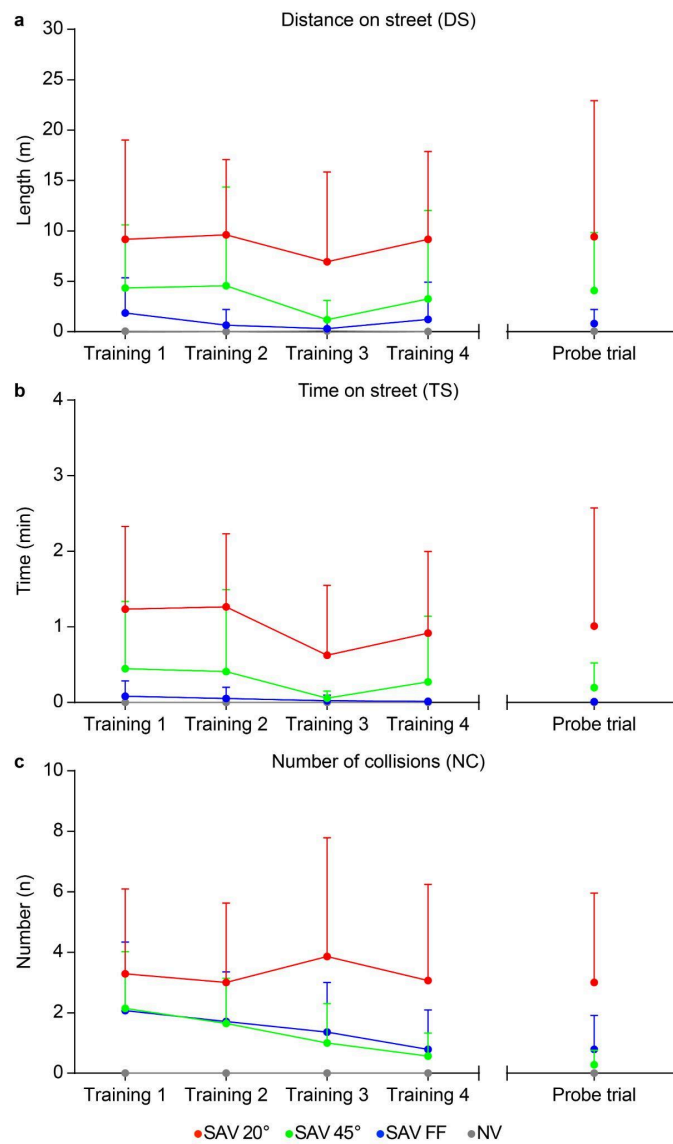 a Distance on street (DS)
30
25
20
15
10
5
0
Length (m)
Training 1 Training 2 Training 3 Training 4 Probe trial
b Time on street (TS)
4
3
2
1
0
Time (min)
Training 1 Training 2 Training 3 Training 4 Probe trial
c Number of collisions (NC)
10
8
6
4
2
0
Number (n)
Training 1 Training 2 Training 3 Training 4 Probe trial
SAV 20° SAV 45° SAV FF NV